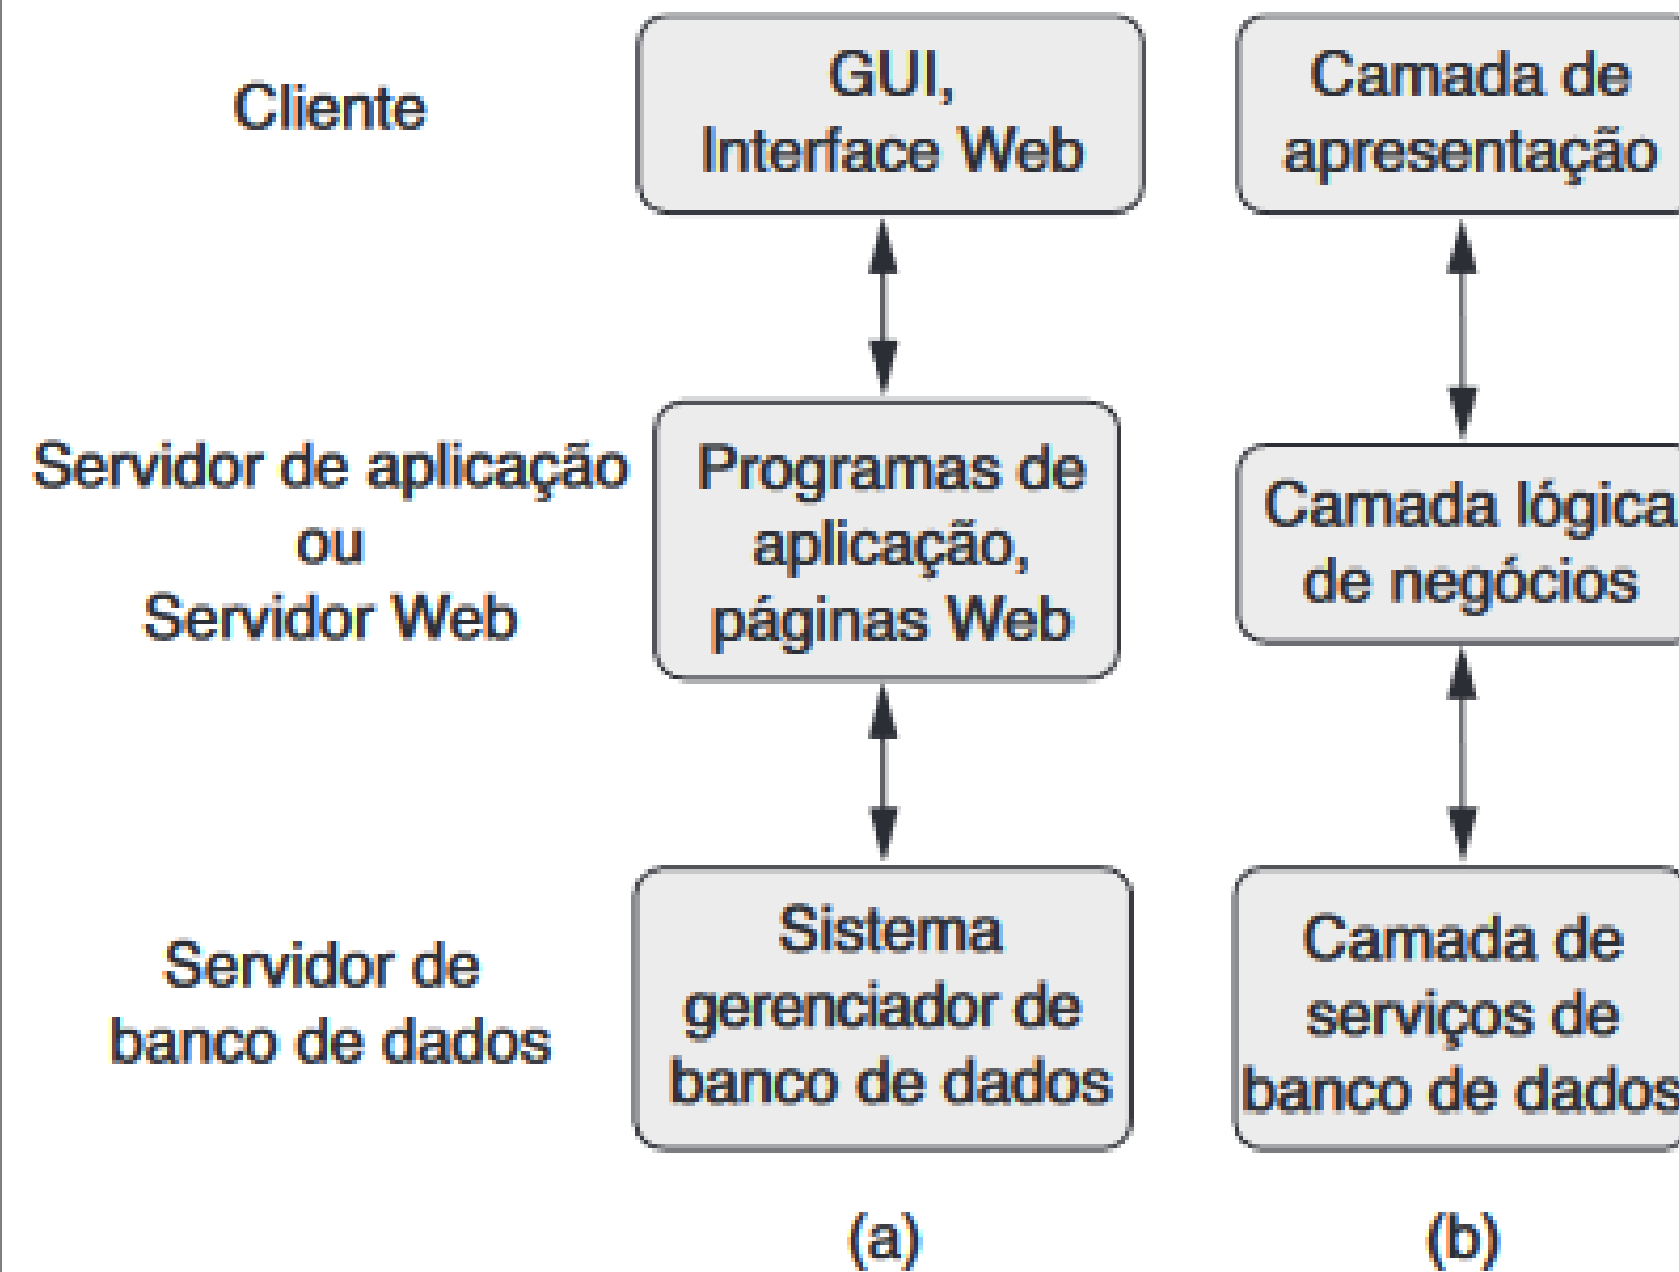 Cliente
GUI,
Interface Web
Camada de
apresentação
Servidor de aplicação
ou
Servidor Web
Programas de
aplicação,
páginas Web
Camada lógica
de negócios
Servidor de
banco de dados
Sistema
gerenciador de
banco de dados
Camada de
serviços de
banco de dados
(a)
(b)